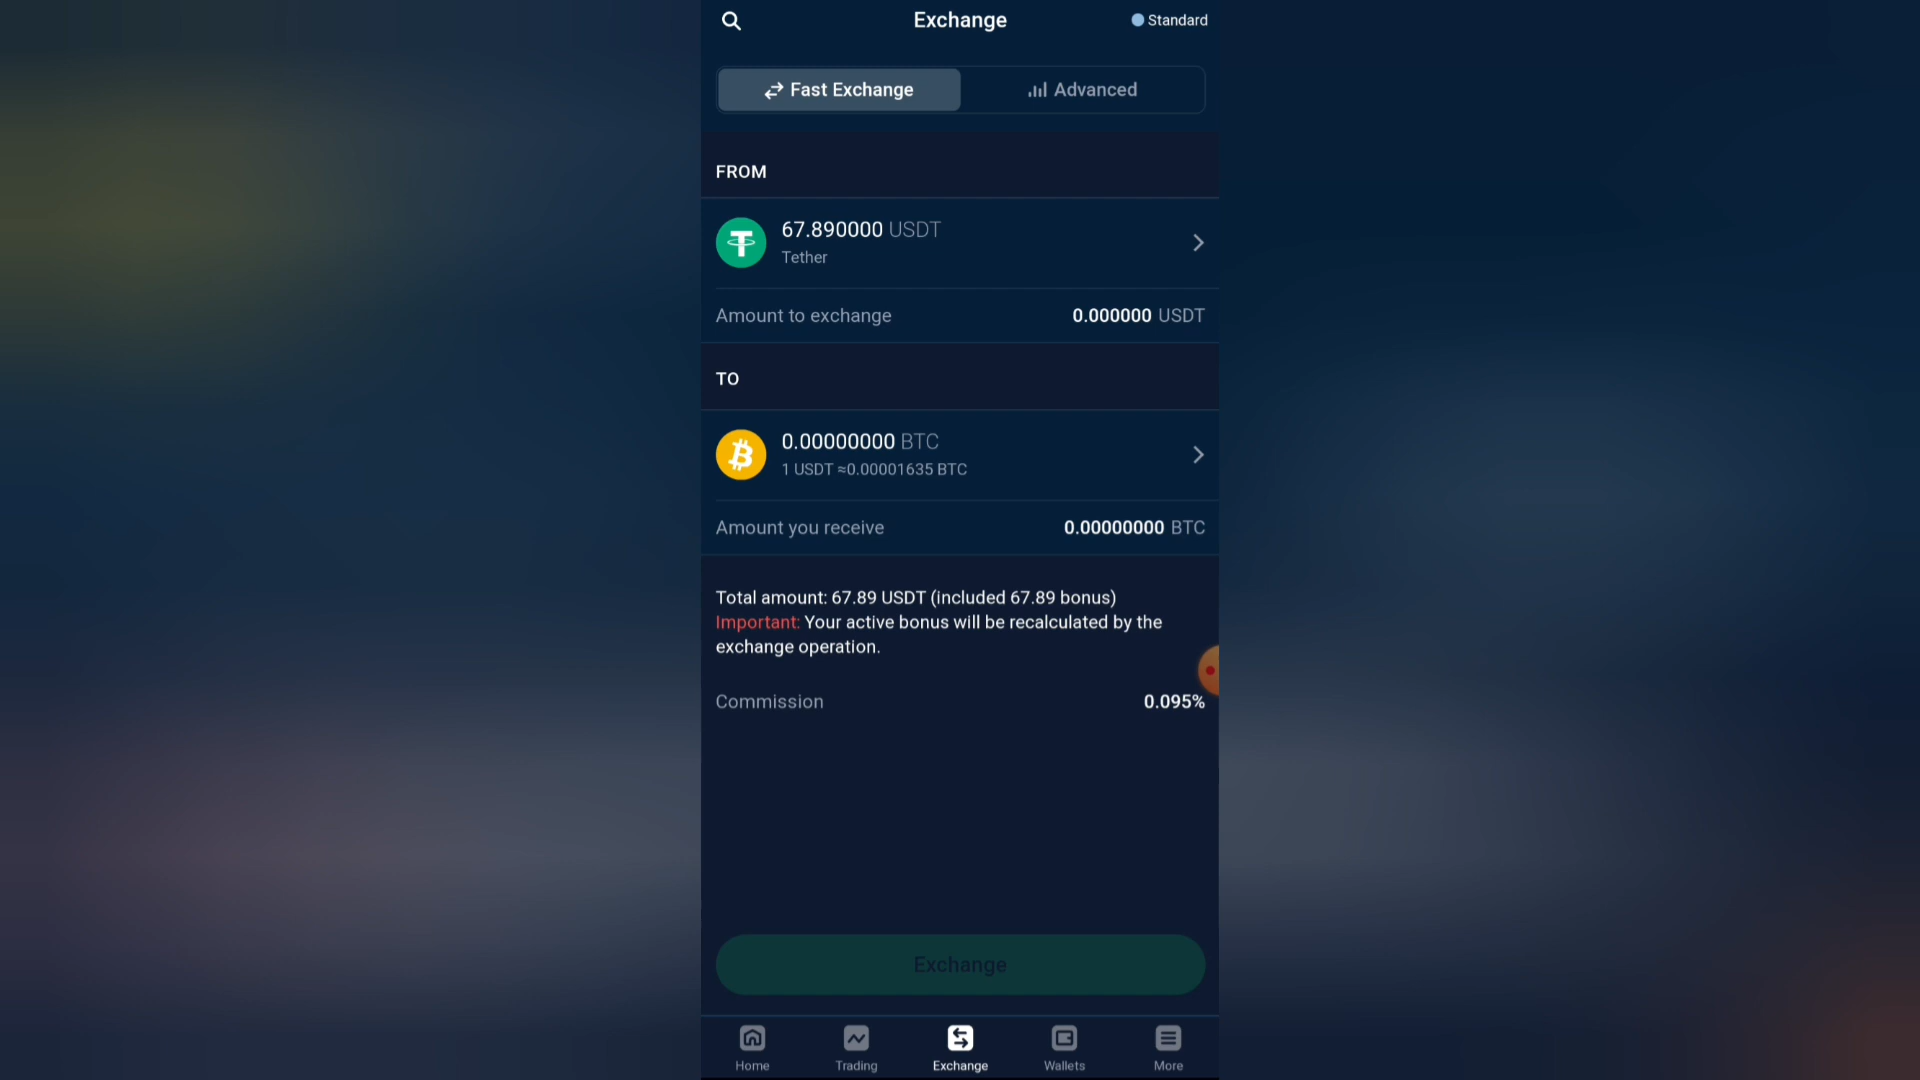 Exchange
Standard
Fast Exchange
Advanced
FROM
67.890000 USDT
Tether
Amount to exchange 0.000000 USDT
TO
0.00000000 BTC
1 USDT ≈0.00001635 BTC
Amount you receive 0.00000000 BTC
Total amount: 67.89 USDT (included 67.89 bonus)
Important: Your active bonus will be recalculated by the
exchange operation.
Commission 0.095%
Exchange
Home Trading Exchange Wallets More